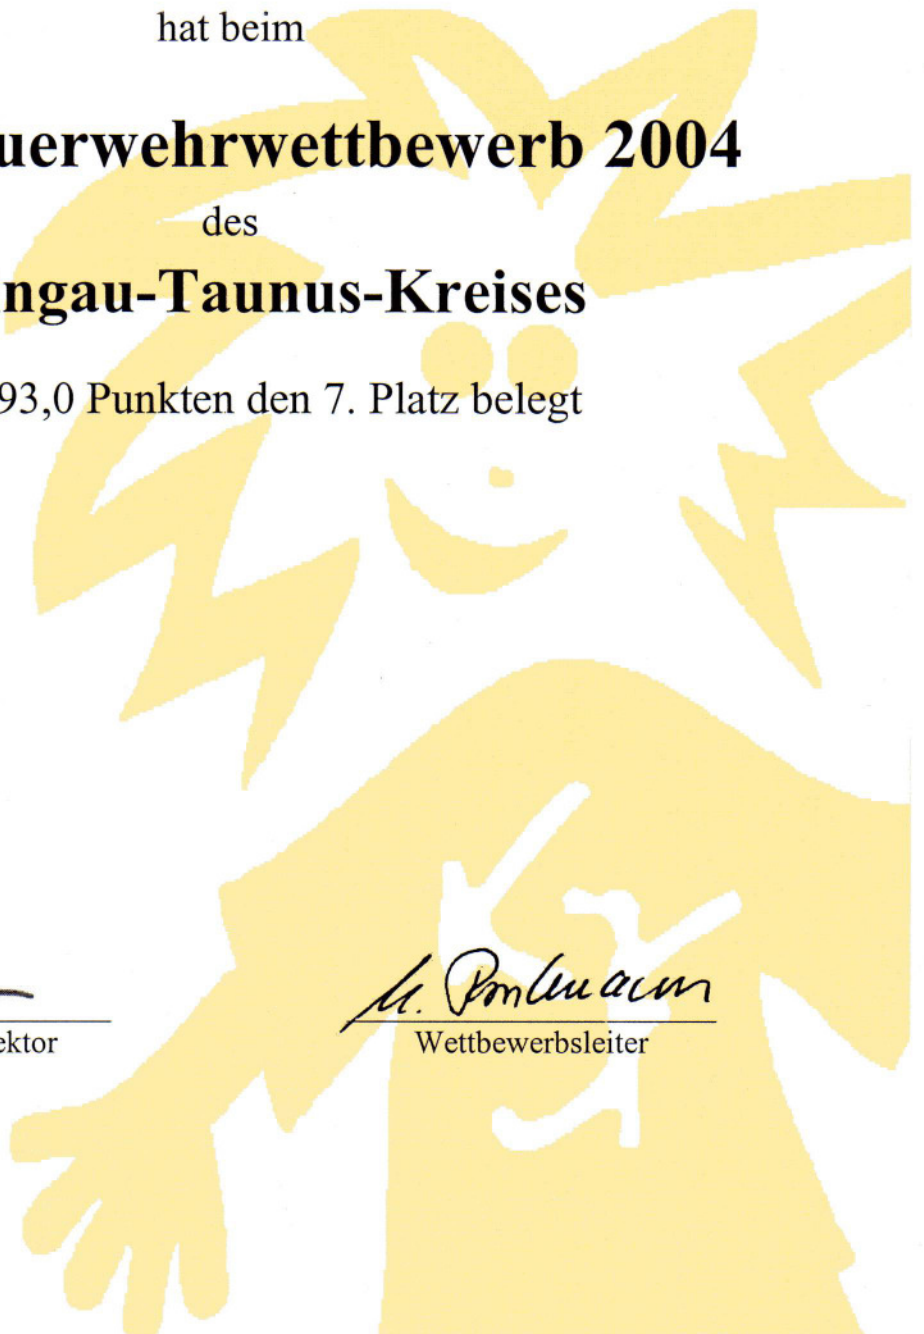 hat beim
uerwehrwettbewerb 2004
des
ngau-Taunus-Kreises
93,0 Punkten den 7. Platz belegt
ektor
Wettbewerbsleiter